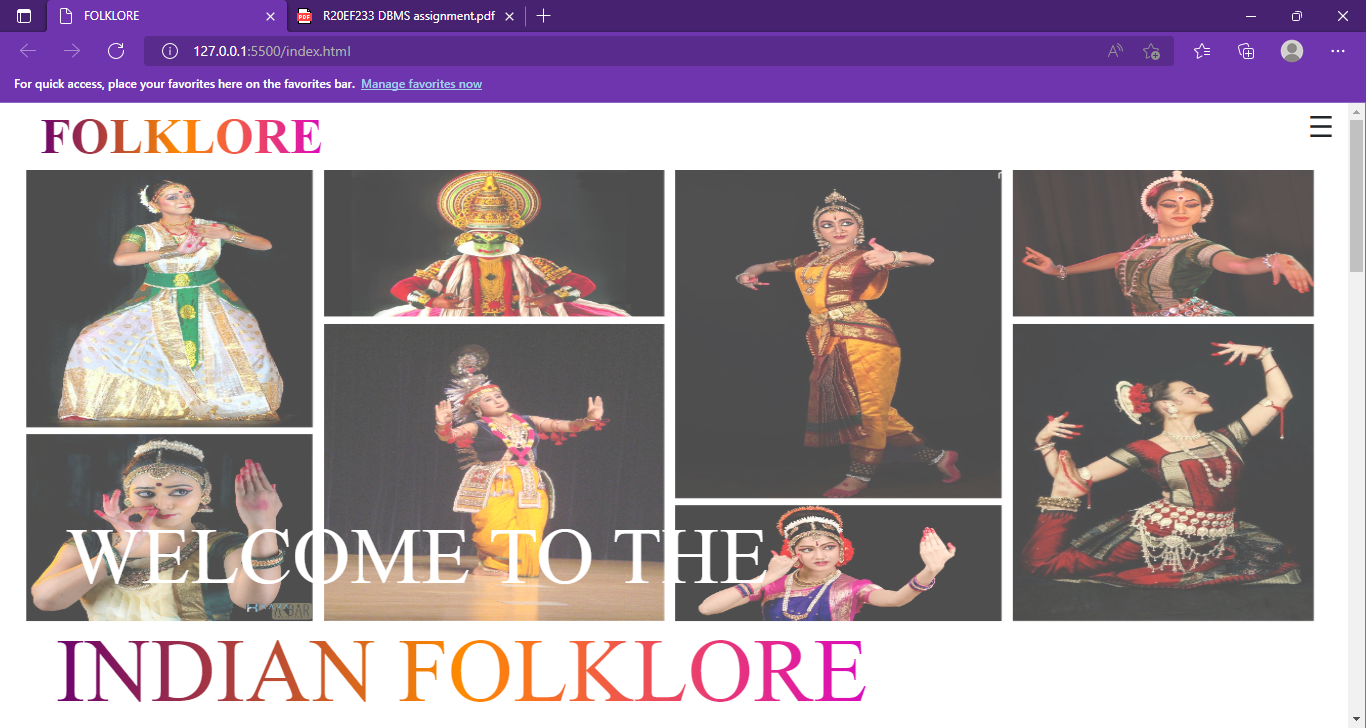 FOLKLORE
R20EF233 DBMS assignment.pdf
127.0.0.1:5500/index.html
For quick access, place your favorites here on the favorites bar. Manage favorites now
FOLKLORE
WELCOME TO THE
INDIAN FOLKLORE